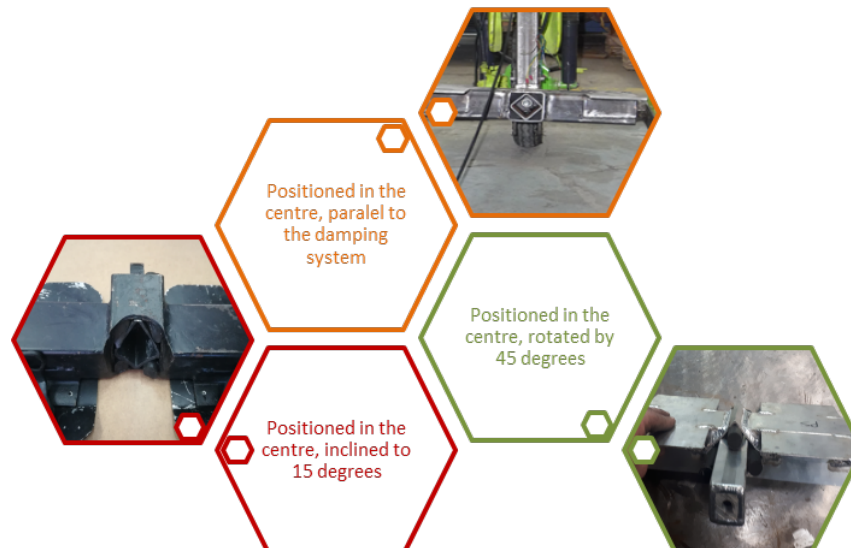 Positioned in the
centre, paralel to
the damping
system
Positioned in the
centre, rotated by
45 degrees
Positioned in the
centre, inclined to
15 degrees